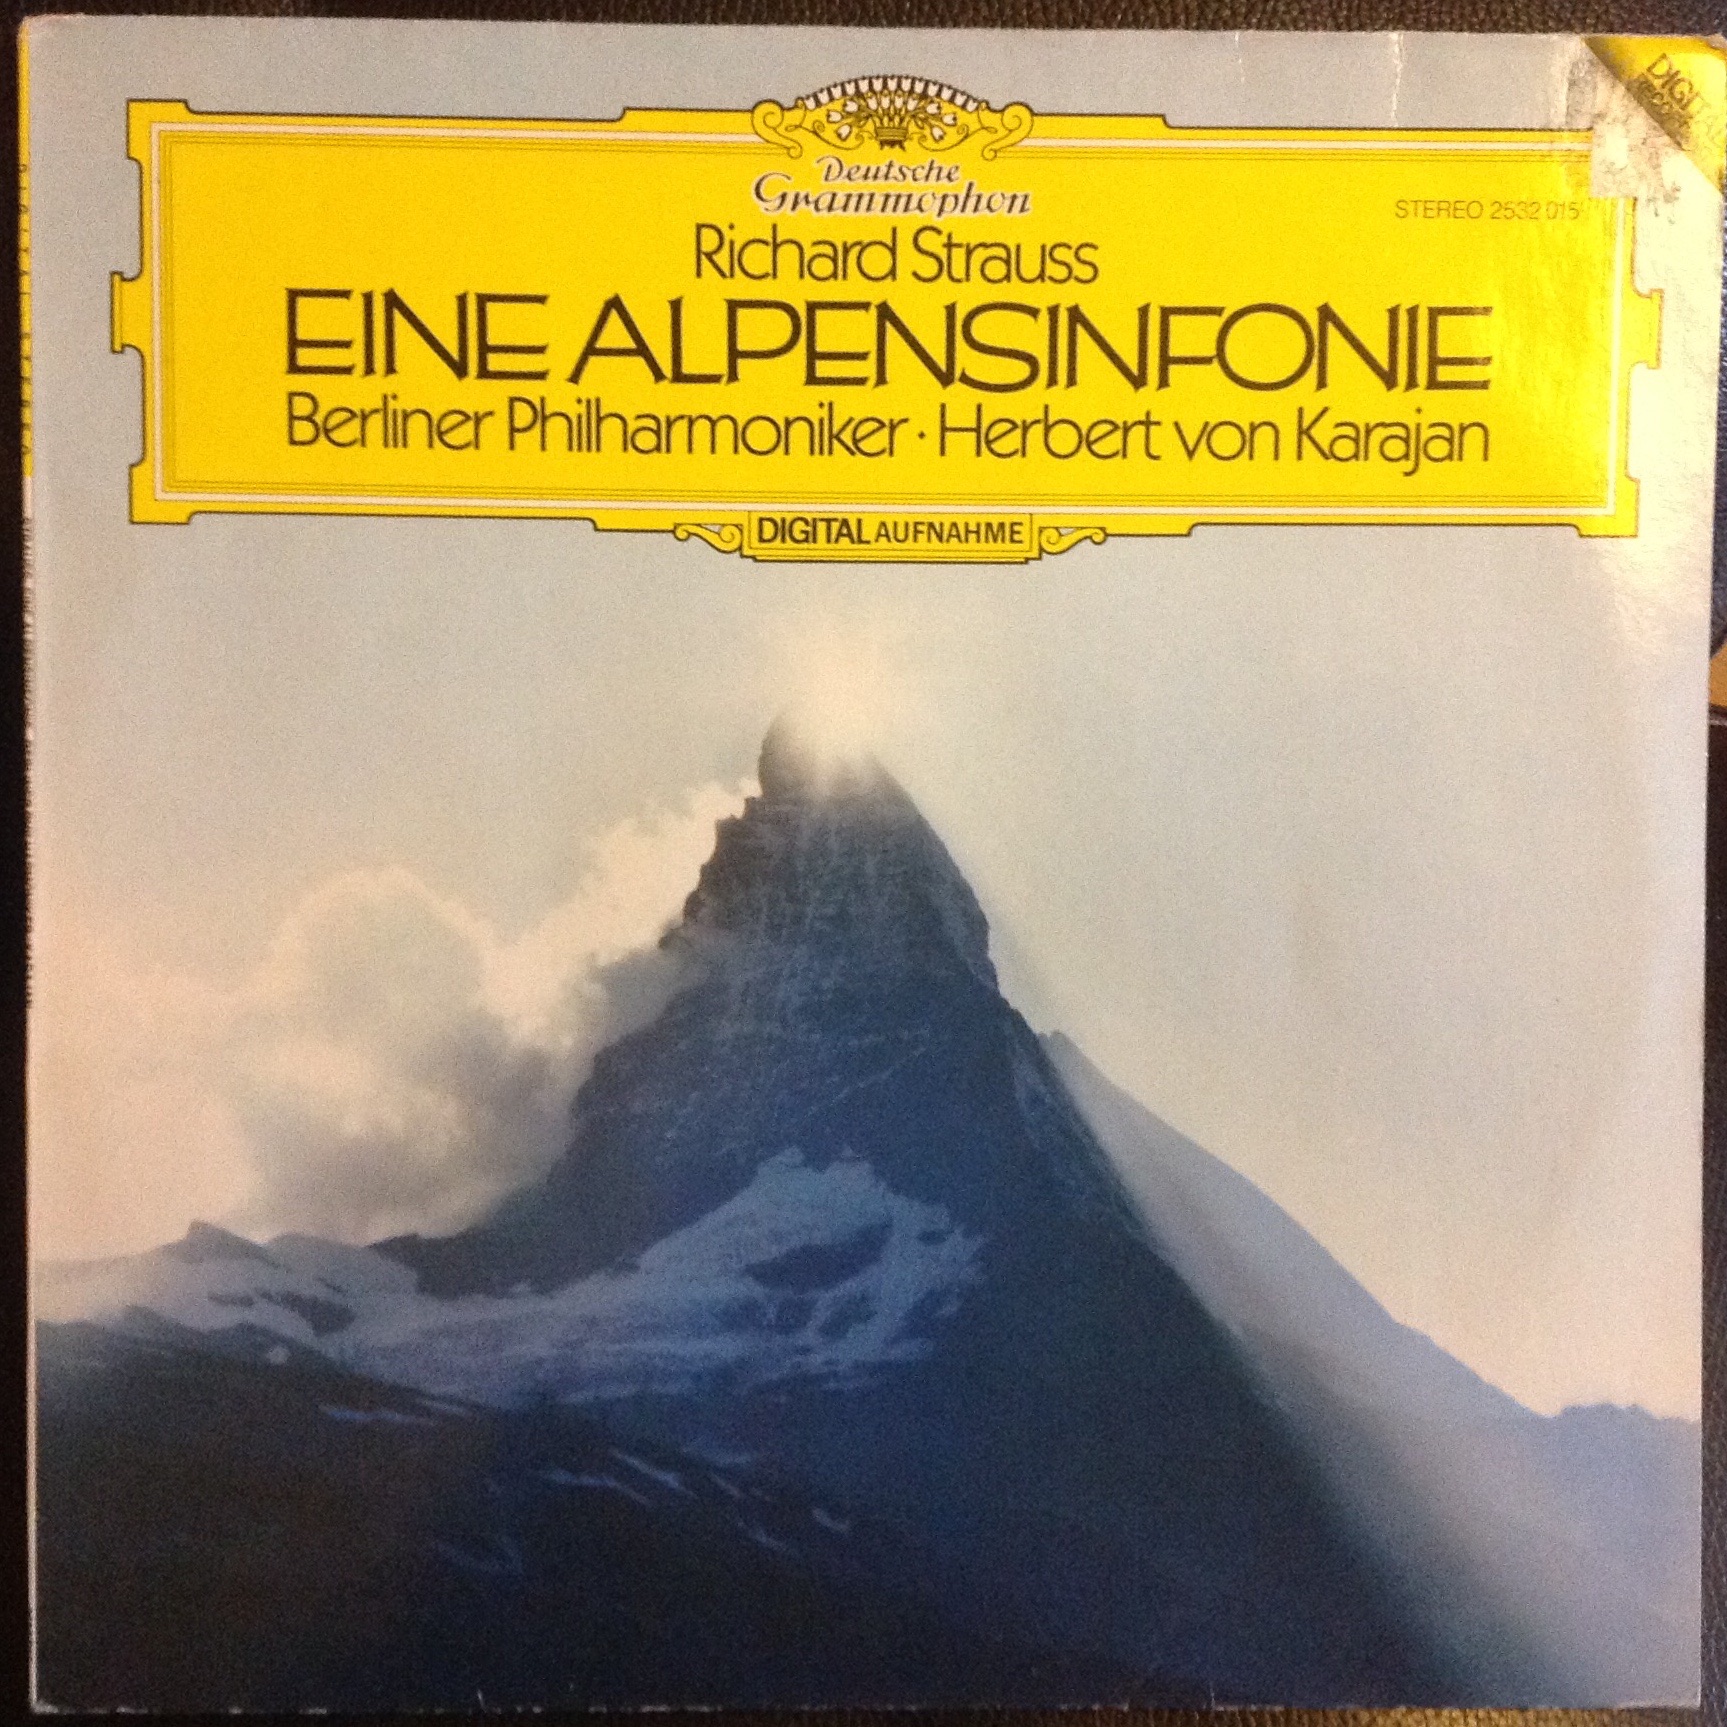 Deutsche
Grammophon
STEREO 2532 015
Richard Strauss
EINE ALPENSINFONIE
Berliner Philharmoniker · Herbert von Karajan
DIGITAL AUFNAHME